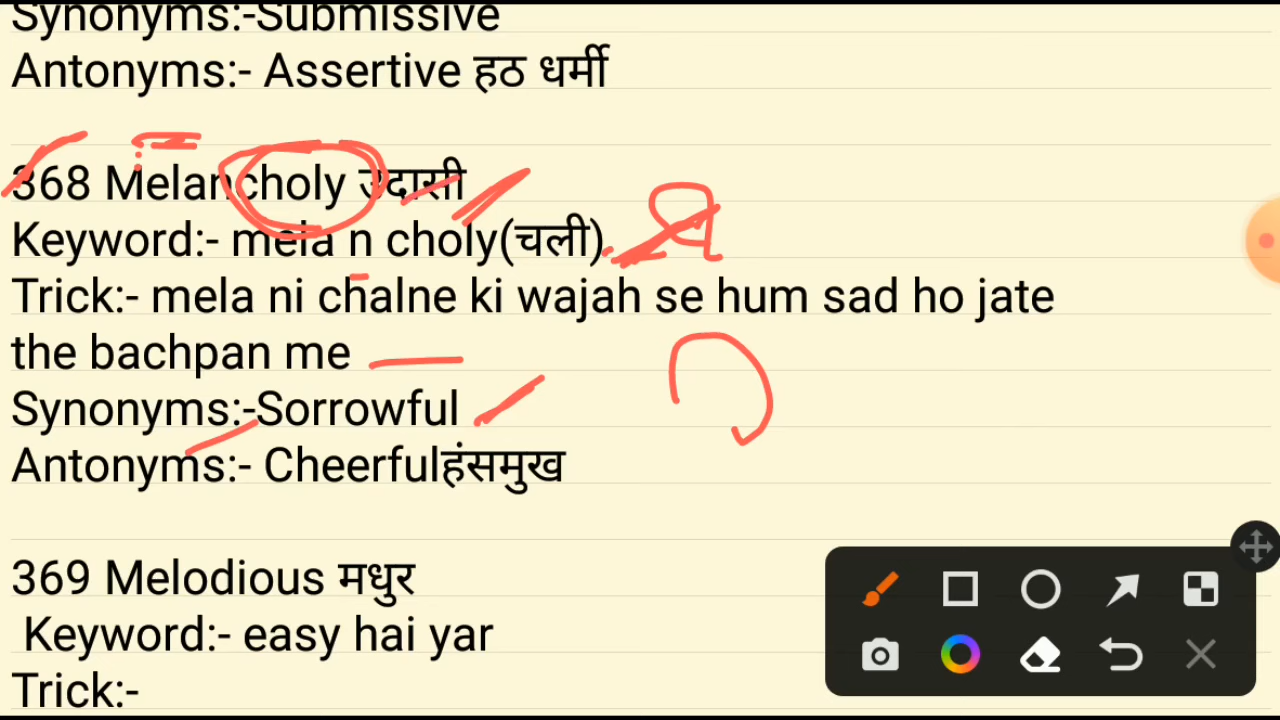 Synonyms:-Submissive
Antonyms:- Assertive हठ धर्मी
368 Melancholy उदासी
Keyword:- mela n choly(चली)
Trick:- mela ni chalne ki wajah se hum sad ho jate
the bachpan me
Synonyms:-Sorrowful
Antonyms:- Cheerfulहंसमुख
369 Melodious मधुर
Keyword:- easy hai yar
Trick:-